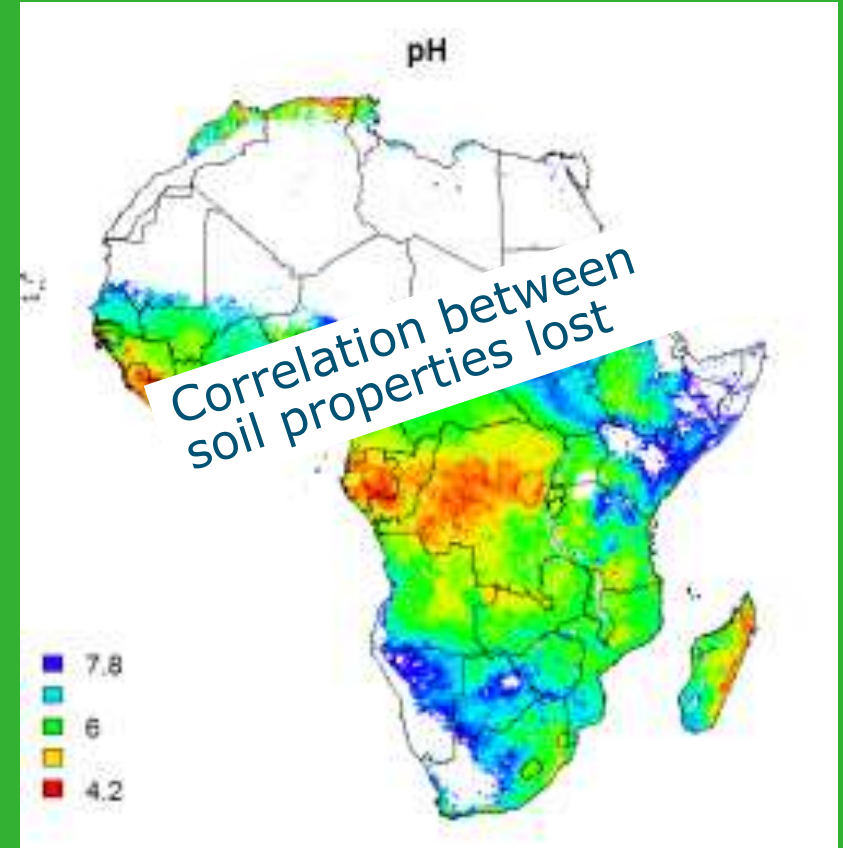 pH
Correlation between
soil properties lost
7.8
6
4.2